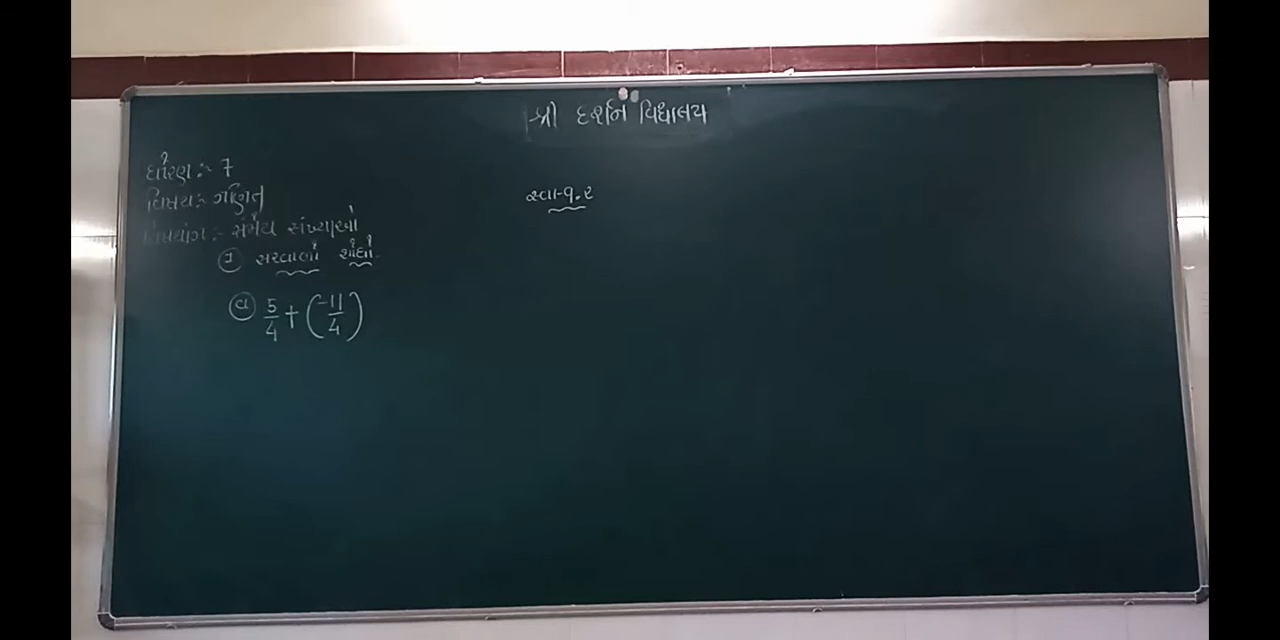 શ્રી દર્શન વિદ્યાલય
ધોરણ :- 7
વિષય :- ગણિત
વિષયાંગ :- સંમેય સંખ્યાઓ
સ્વા-૧.૨
1 સરવાળો શોધો.
a 5/4 + (-11/4)